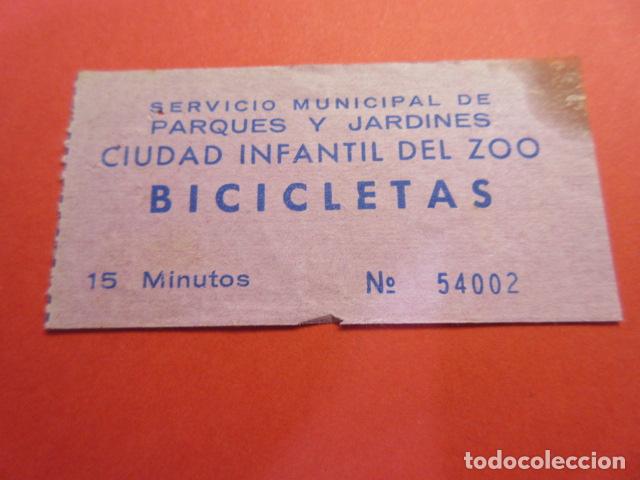 SERVICIO MUNICIPAL DE
PARQUES Y JARDINES
CIUDAD INFANTIL DEL ZOO
BICICLETAS
15 Minutos Nº 54002
todocoleccion